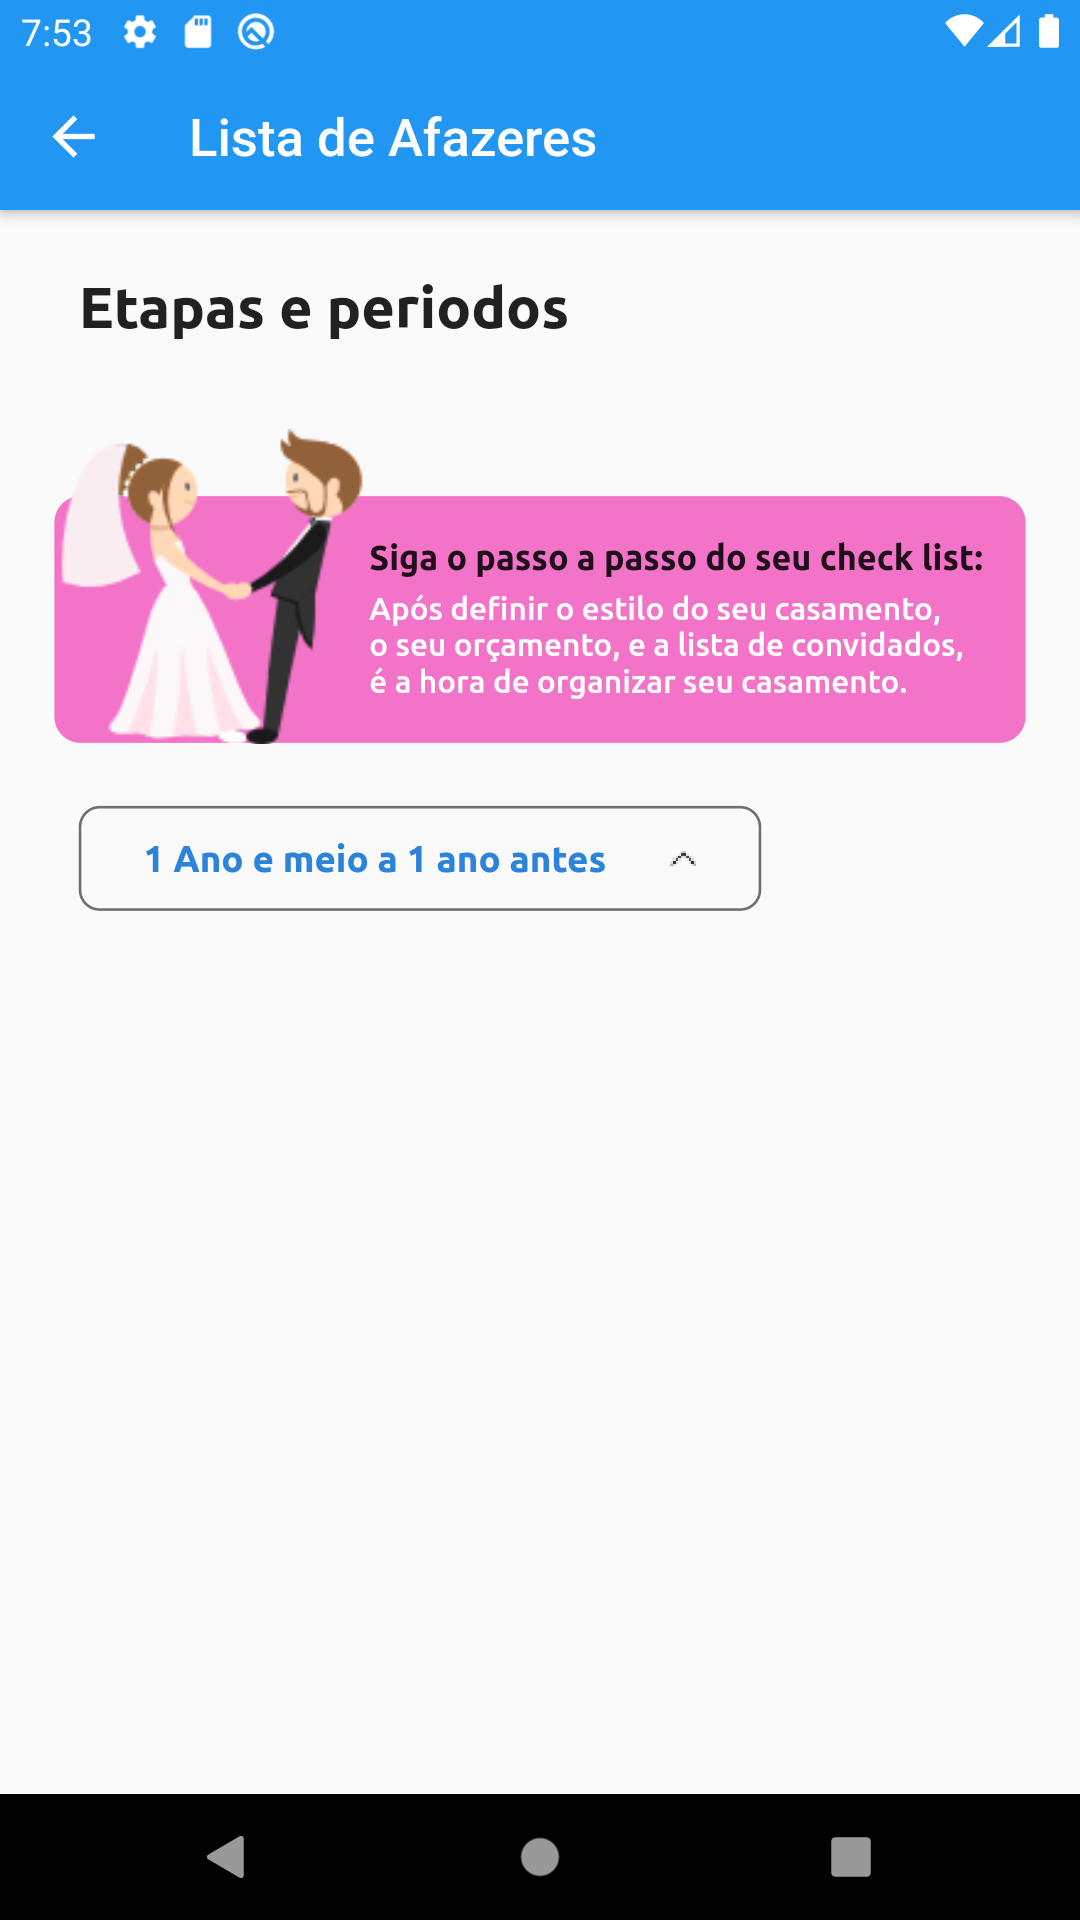 7:53
Lista de Afazeres
Etapas e periodos
Siga o passo a passo do seu check list:
Após definir o estilo do seu casamento,
o seu orçamento, e a lista de convidados,
é a hora de organizar seu casamento.
1 Ano e meio a 1 ano antes